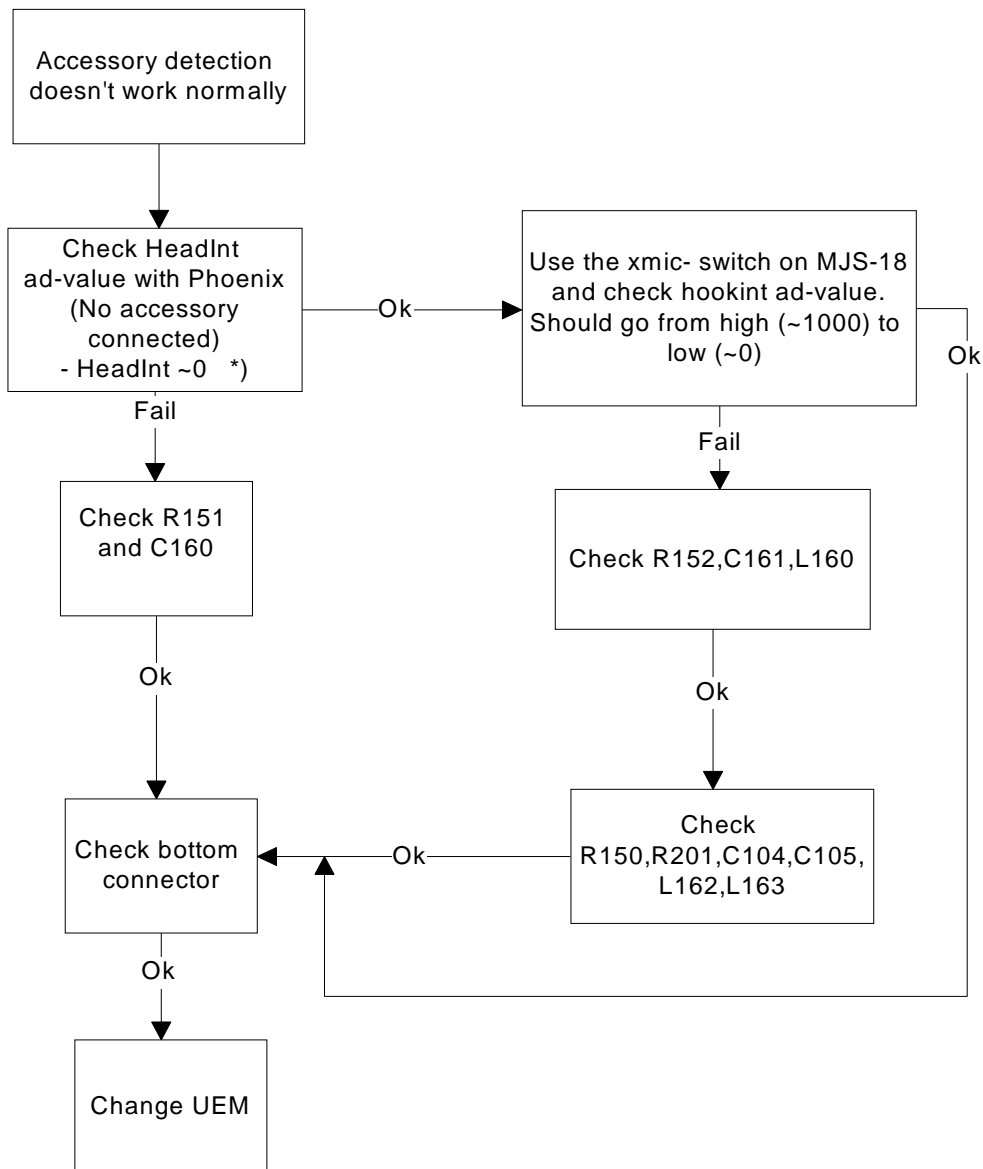 Accessory detection
doesn't work normally
Check HeadInt
ad-value with Phoenix
(No accessory
connected)
- HeadInt ~0   *)
Ok
Use the xmic- switch on MJS-18
and check hookint ad-value.
Should go from high (~1000) to
low (~0)
Ok
Fail
Fail
Check R151
and C160
Check R152,C161,L160
Ok
Ok
Check bottom
connector
Ok
Check
R150,R201,C104,C105,
L162,L163
Ok
Change UEM